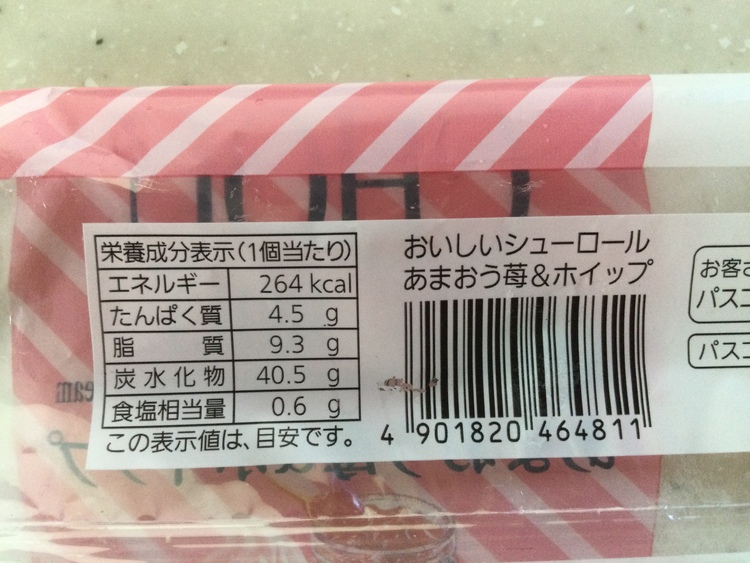 栄養成分表示(1個当たり)
エネルギー 264 kcal
たんぱく質 4.5 g
脂質 9.3 g
炭水化物 40.5 g
食塩相当量 0.6 g
この表示値は、目安です。
おいしいシューロール
あまおう苺&ホイップ
4 901820 464811
お客さ
パスコ
パスコ